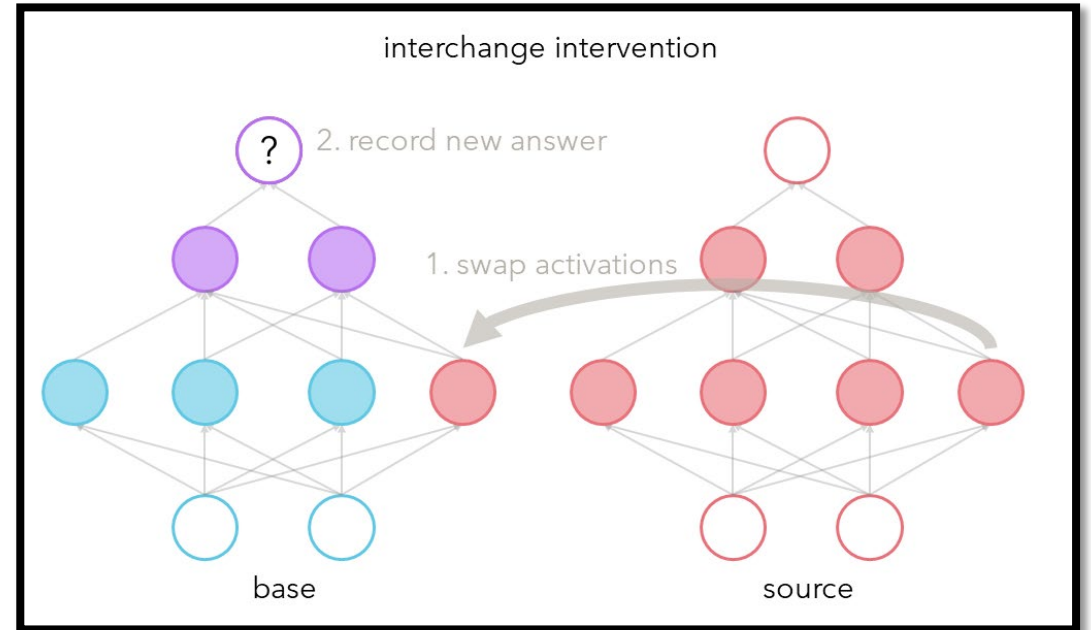 interchange intervention
?
2. record new answer
1. swap activations
base
source